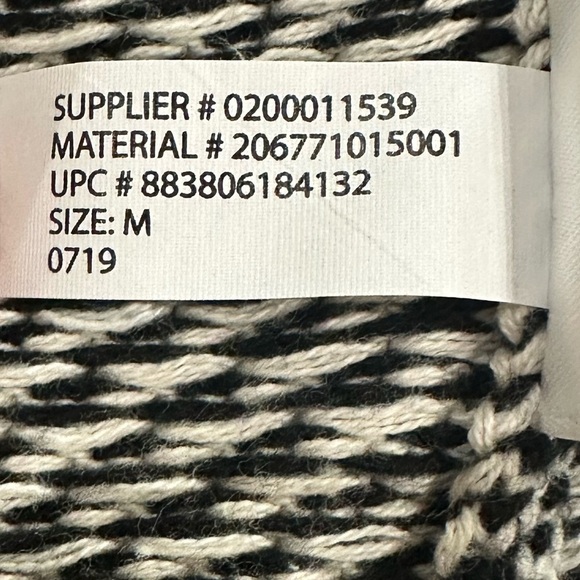 SUPPLIER # 0200011539
MATERIAL # 206771015001
UPC # 883806184132
SIZE: M
0719